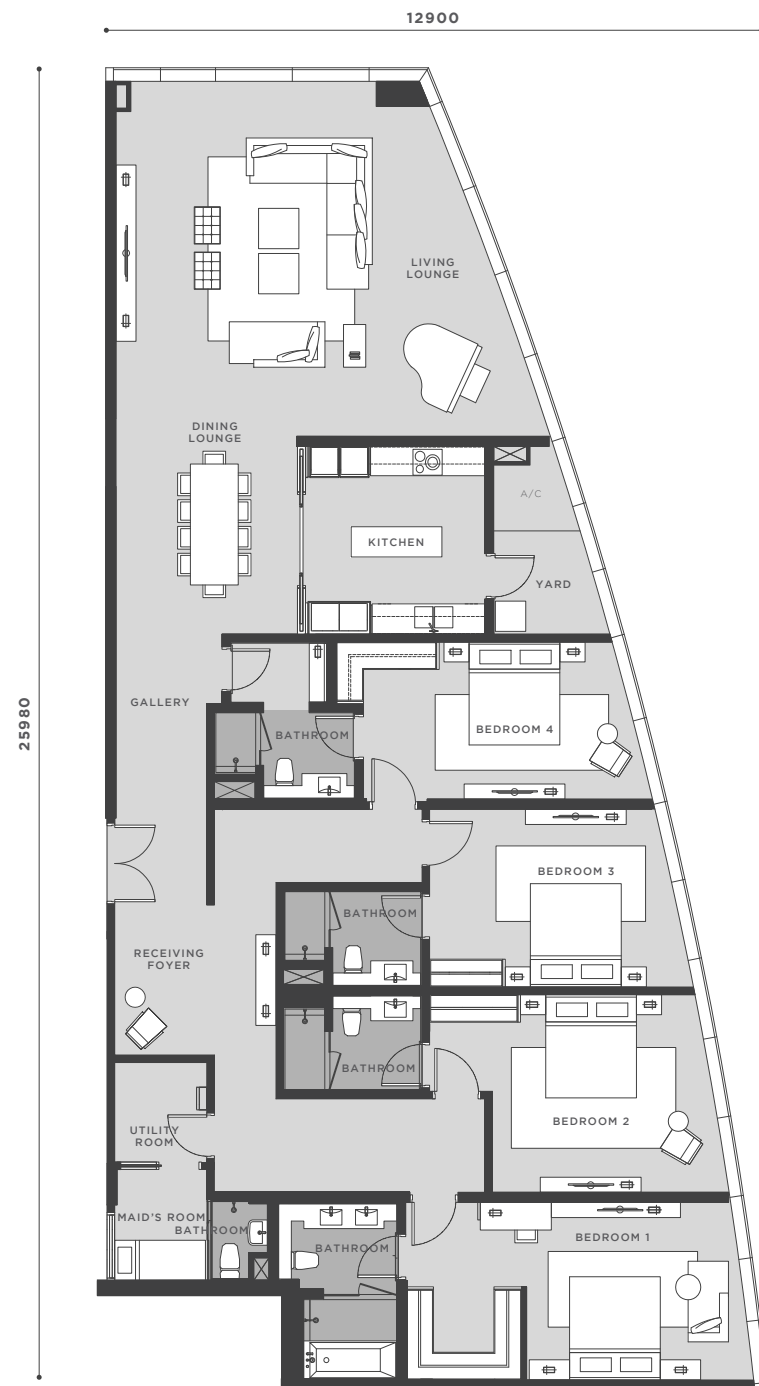 12900
25980
LIVING
LOUNGE
DINING
LOUNGE
A/C
KITCHEN
YARD
GALLERY
BEDROOM 4
BATHROOM
BEDROOM 3
BATHROOM
RECEIVING
FOYER
BATHROOM
BEDROOM 2
UTILITY
ROOM
MAID'S ROOM
BATHROOM
BATHROOM
BEDROOM 1